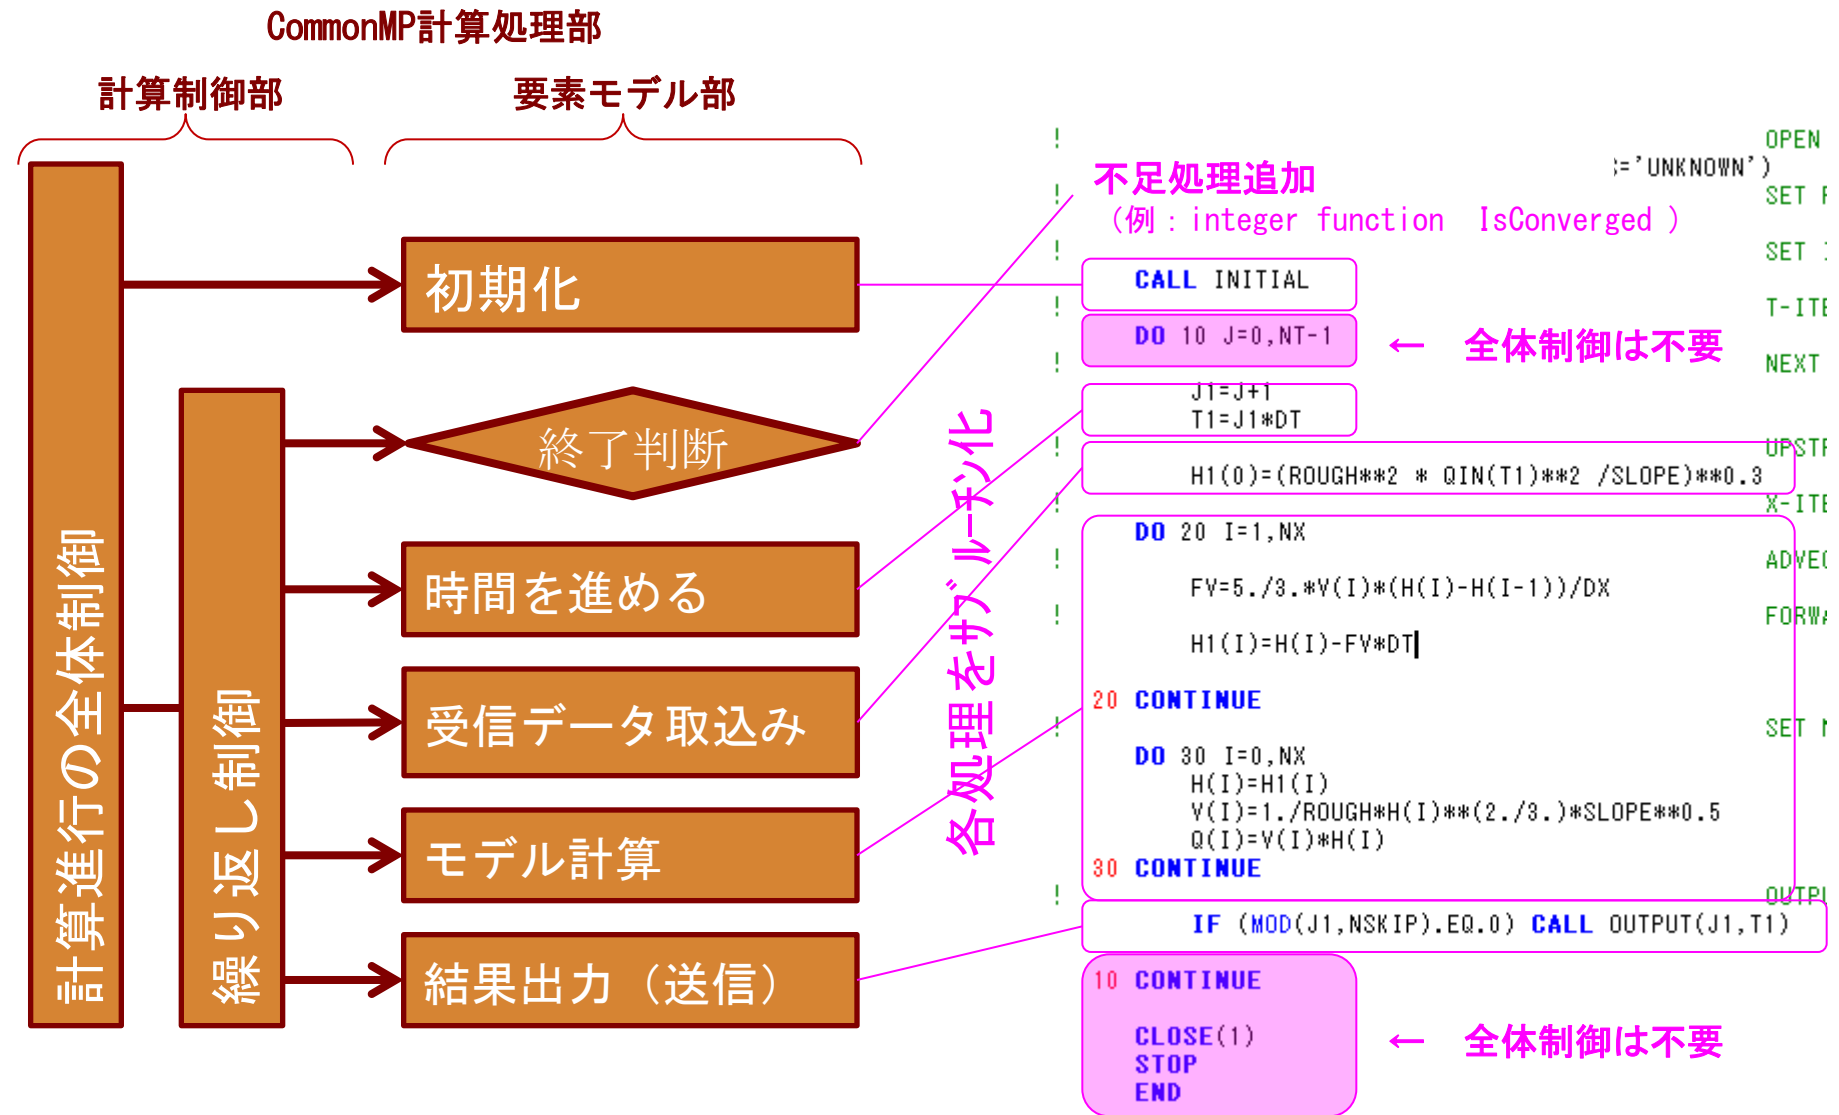 CommonMP計算処理部
計算制御部
要素モデル部
計算進行の全体制御
繰り返し制御
初期化
終了判断
時間を進める
受信データ取込み
モデル計算
結果出力（送信）
各処理をサブルーチン化
不足処理追加
（例：integer function IsConverged ）
! OPEN
='UNKNOWN')
! SET
! SET
CALL INITIAL
! T-ITE
DO 10 J=0,NT-1
← 全体制御は不要
! NEXT
J1=J+1
T1=J1*DT
! UPSTR
H1(0)=(ROUGH**2 * QIN(T1)**2 /SLOPE)**0.3
! X-ITE
DO 20 I=1,NX
! ADVEC
FV=5./3.*V(I)*(H(I)-H(I-1))/DX
! FORWA
H1(I)=H(I)-FV*DT
20 CONTINUE
! SET
DO 30 I=0,NX
H(I)=H1(I)
V(I)=1./ROUGH*H(I)**(2./3.)*SLOPE**0.5
Q(I)=V(I)*H(I)
30 CONTINUE
! OUTPU
IF (MOD(J1,NSKIP).EQ.0) CALL OUTPUT(J1,T1)
10 CONTINUE
CLOSE(1)
STOP
END
← 全体制御は不要